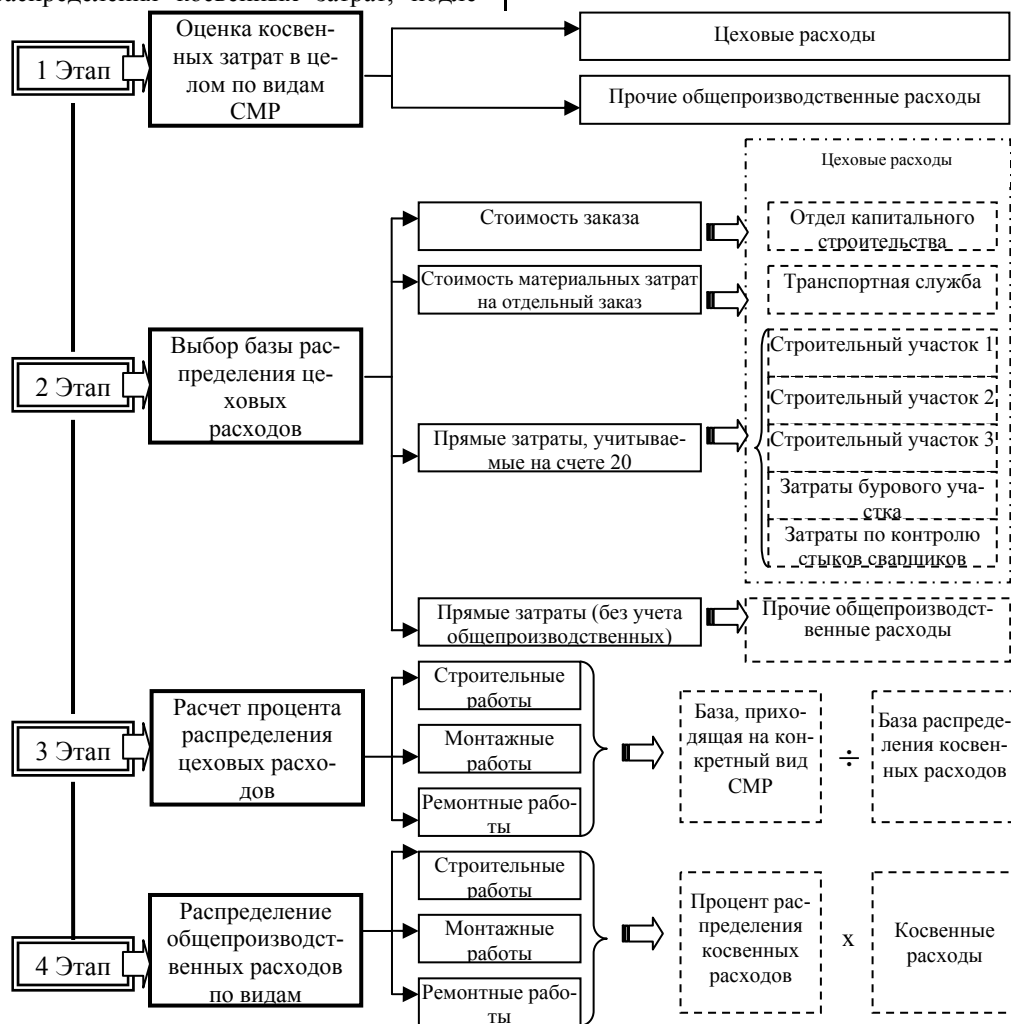 распределения косвенных затрат, подле-
1 Этап
Оценка косвен-
ных затрат в це-
лом по видам
СМР
Цеховые расходы
Прочие общепроизводственные расходы
2 Этап
Выбор базы рас-
пределения це-
ховых
расходов
Стоимость заказа
Стоимость материальных затрат
на отдельный заказ
Прямые затраты, учитывае-
мые на счете 20
Прямые затраты (без учета
общепроизводственных)
Цеховые расходы
Отдел капитального
строительства
Транспортная служба
Строительный участок 1
Строительный участок 2
Строительный участок 3
Затраты бурового уча-
стка
Затраты по контролю
стыков сварщиков
Прочие общепроизводст-
венные расходы
3 Этап
Расчет процента
распределения
цеховых расхо-
дов
Строительные
работы
Монтажные
работы
Ремонтные рабо-
ты
База, прихо-
дящая на кон-
кретный вид
СМР
÷
База распреде-
ления косвен-
ных расходов
4 Этап
Распределение
общепроизводст-
венных расходов
по видам
Строительные
работы
Монтажные
работы
Ремонтные рабо-
ты
Процент рас-
пределения
косвенных
расходов
х
Косвенные
расходы